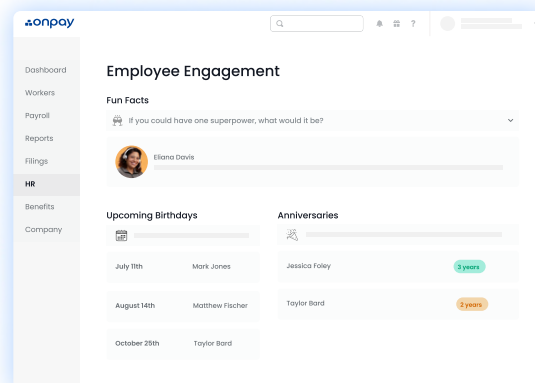 onpay
?
Dashboard
Workers
Payroll
Reports
Filings
HR
Benefits
Company
Employee Engagement
Fun Facts
If you could have one superpower, what would it be?
Eliana Davis
Upcoming Birthdays
July 11th Mark Jones
August 14th Matthew Fischer
October 25th Taylor Bard
Anniversaries
Jessica Foley 3 years
Taylor Bard 2 years